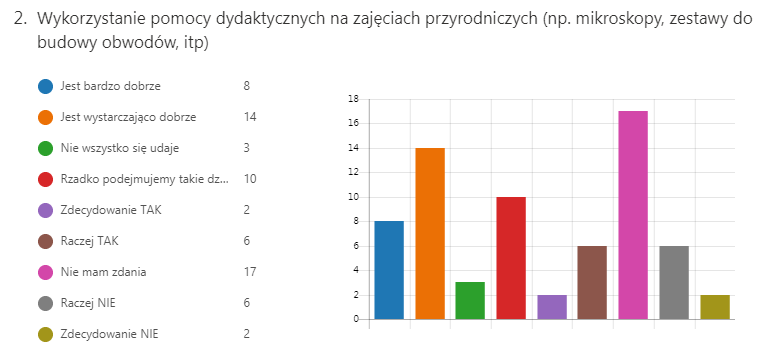 2. Wykorzystanie pomocy dydaktycznych na zajęciach przyrodniczych (np. mikroskopy, zestawy do
budowy obwodów, itp)
Jest bardzo dobrze 8
Jest wystarczająco dobrze 14
Nie wszystko się udaje 3
Rzadko podejmujemy takie dz... 10
Zdecydowanie TAK 2
Raczej TAK 6
Nie mam zdania 17
Raczej NIE 6
Zdecydowanie NIE 2
18
16
14
12
10
8
6
4
2
0